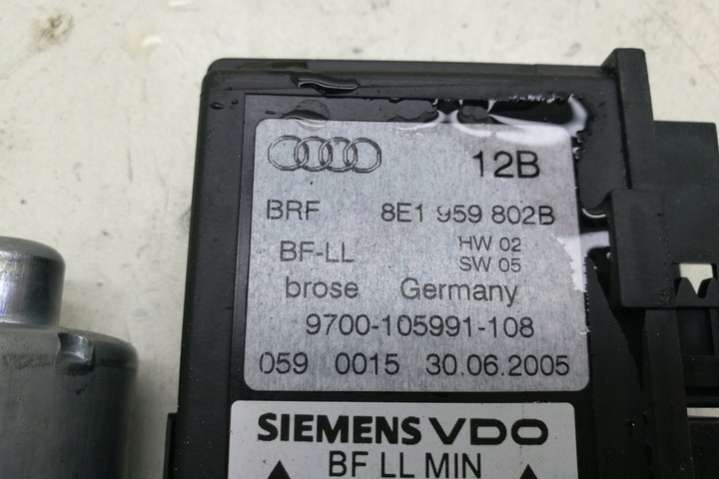 12B
BRF 8E1 959 802B
BF-LL HW 02
SW 05
brose Germany
9700-105991-108
059 0015 30.06.2005
SIEMENS VDO
BF LL MIN